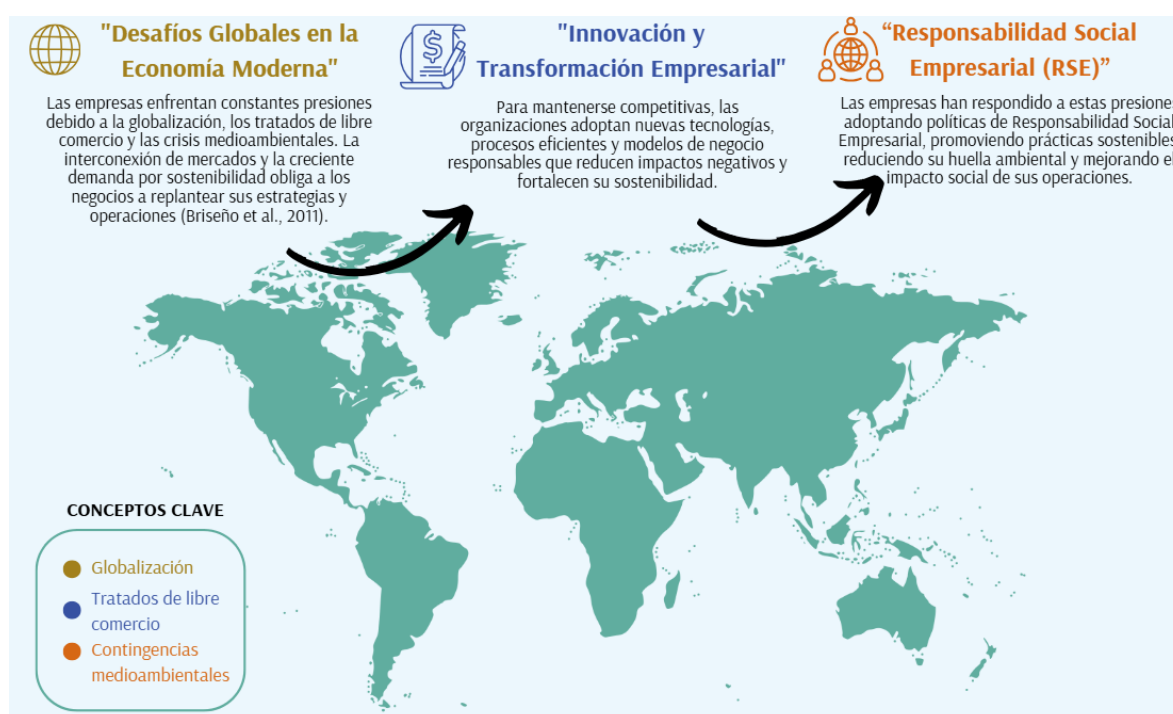 "Desafíos Globales en la
Economía Moderna"
Las empresas enfrentan constantes presiones
debido a la globalización, los tratados de libre
comercio y las crisis medioambientales. La
interconexión de mercados y la creciente
demanda por sostenibilidad obliga a los
negocios a replantear sus estrategias y
operaciones (Briseño et al., 2011).
"Innovación y
Transformación Empresarial"
Para mantenerse competitivas, las
organizaciones adoptan nuevas tecnologías,
procesos eficientes y modelos de negocio
responsables que reducen impactos negativos y
fortalecen su sostenibilidad.
“Responsabilidad Social
Empresarial (RSE)”
Las empresas han respondido a estas presiones
adoptando políticas de Responsabilidad Social
Empresarial, promoviendo prácticas sostenibles,
reduciendo su huella ambiental y mejorando el
impacto social de sus operaciones.
CONCEPTOS CLAVE
Globalización
Tratados de libre
comercio
Contingencias
medioambientales